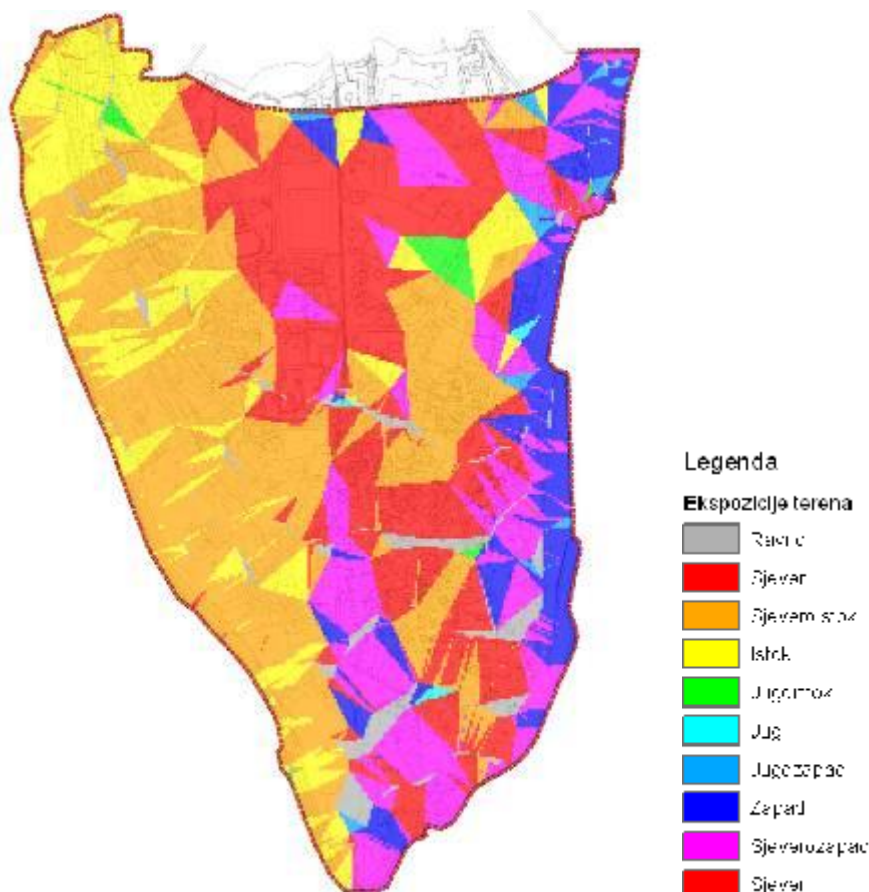 Legenda
Ekspozicije terena
Ravno
Sjever
Sjeveroistok
Istok
Jugoistok
Jug
Jugozapad
Zapad
Sjeverozapad
Sjever